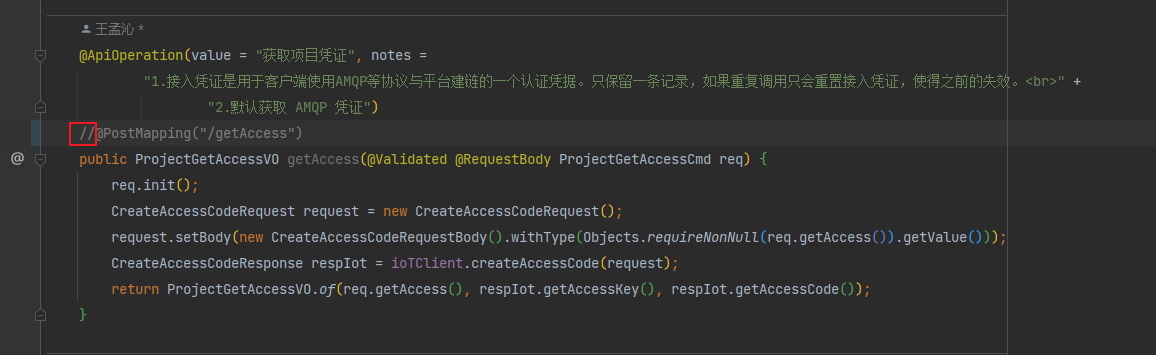 王孟沁 *
@ApiOperation(value = "获取项目凭证", notes =
"1.接入凭证是用于客户端使用AMQP等协议与平台建链的一个认证凭据。只保留一条记录，如果重复调用只会重置接入凭证，使得之前的失效。<br>" +
"2.默认获取 AMQP 凭证")
//@PostMapping("/getAccess")
@ public ProjectGetAccessVO getAccess(@Validated @RequestBody ProjectGetAccessCmd req) {
req.init();
CreateAccessCodeRequest request = new CreateAccessCodeRequest();
request.setBody(new CreateAccessCodeRequestBody().withType(Objects.requireNonNull(req.getAccess()).getValue()));
CreateAccessCodeResponse respIot = ioTClient.createAccessCode(request);
return ProjectGetAccessVO.of(req.getAccess(), respIot.getAccessKey(), respIot.getAccessCode());
}